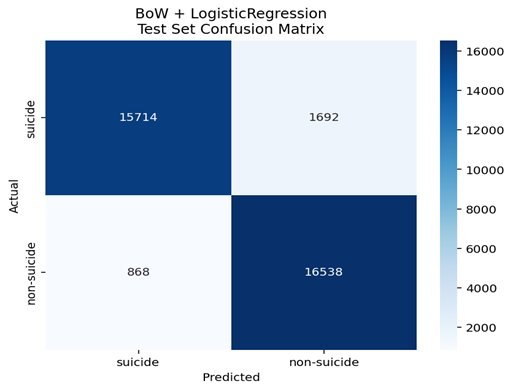 BoW + LogisticRegression
Test Set Confusion Matrix
Actual
suicide
15714
1692
non-suicide
868
16538
suicide
non-suicide
Predicted
16000
14000
12000
10000
8000
6000
4000
2000